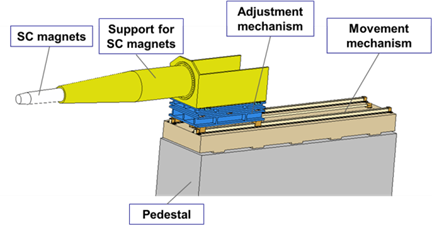 SC magnets
Support for
SC magnets
Adjustment
mechanism
Movement
mechanism
Pedestal